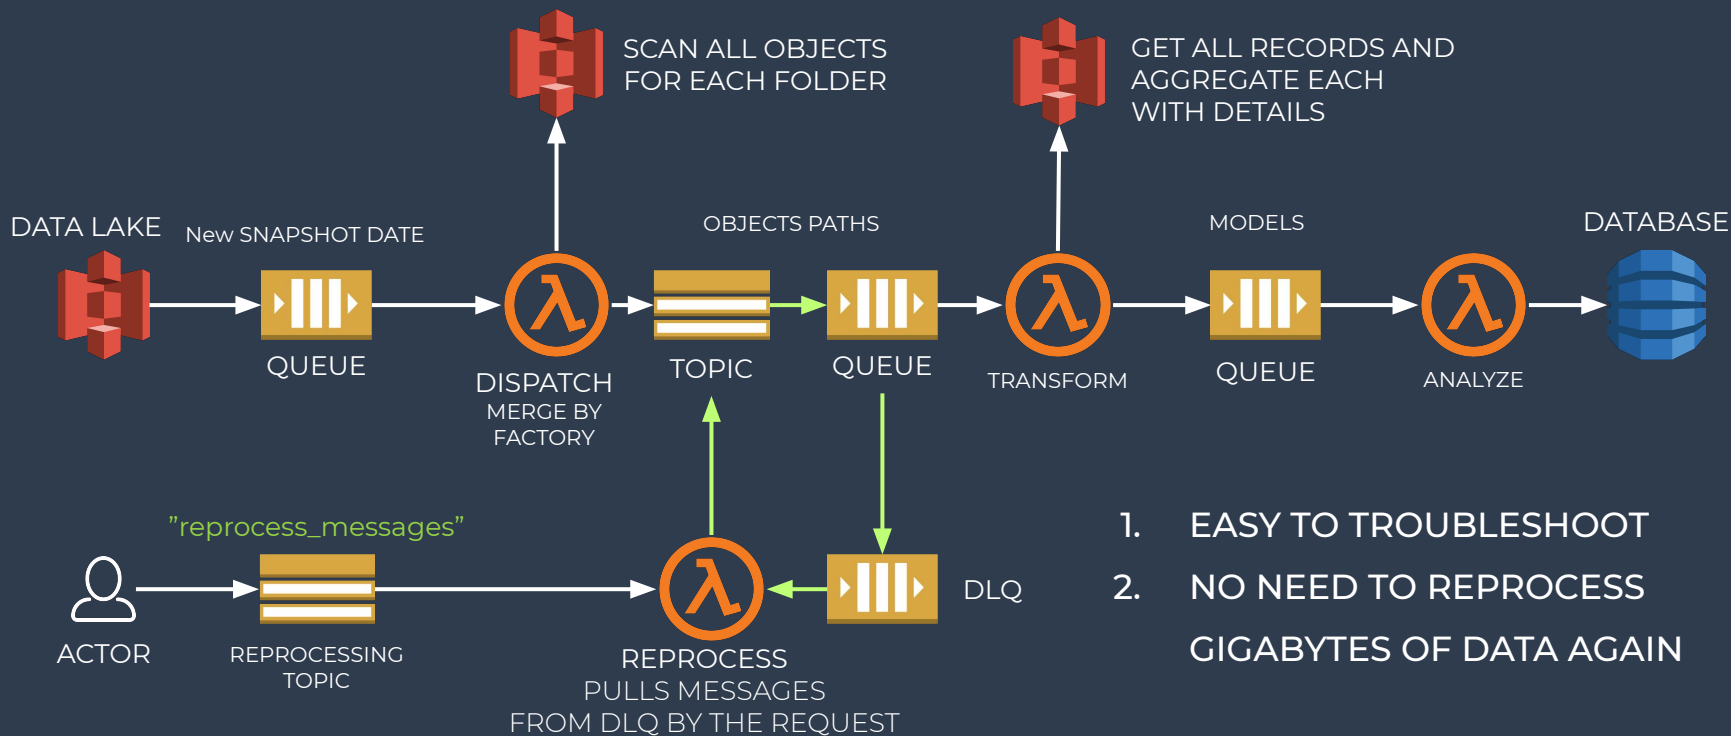 SCAN ALL OBJECTS
FOR EACH FOLDER
GET ALL RECORDS AND
AGGREGATE EACH
WITH DETAILS
DATA LAKE
New SNAPSHOT DATE
OBJECTS PATHS
MODELS
DATABASE
QUEUE
DISPATCH
MERGE BY
FACTORY
TOPIC
QUEUE
TRANSFORM
QUEUE
ANALYZE
”reprocess_messages”
ACTOR
REPROCESSING
TOPIC
REPROCESS
PULLS MESSAGES
FROM DLQ BY THE REQUEST
DLQ
1. EASY TO TROUBLESHOOT
2. NO NEED TO REPROCESS
GIGABYTES OF DATA AGAIN